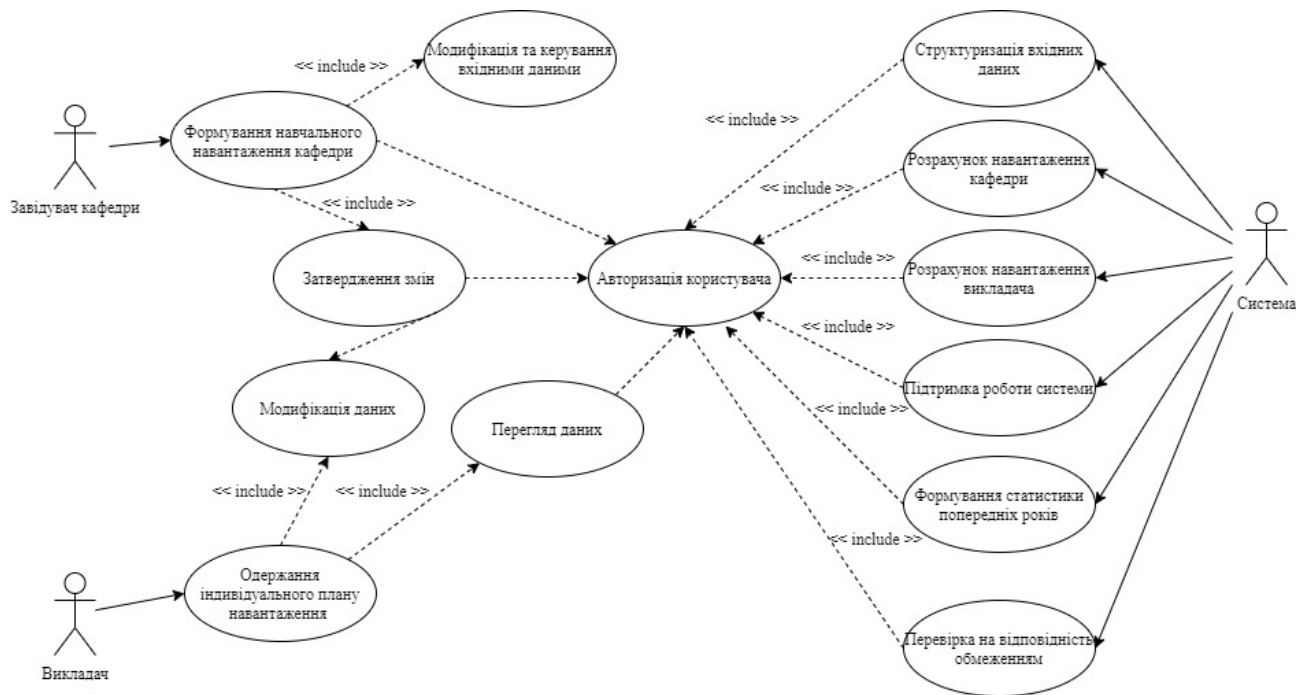 Модифікація та керування
вхідними даними
<< include >>
Формування навчального
навантаження кафедри
Завідувач кафедри
<< include >>
Затвердження змін
Модифікація даних
Перегляд даних
<< include >>
<< include >>
Одержання
індивідуального плану
навантаження
Викладач
Авторизація користувача
Структуризація вхідних
даних
<< include >>
Розрахунок навантаження
кафедри
<< include >>
Розрахунок навантаження
викладача
<< include >>
Підтримка роботи системи
<< include >>
Формування статистики
попередніх років
<< include >>
Перевірка на відповідність
обмеженням
<< include >>
Система